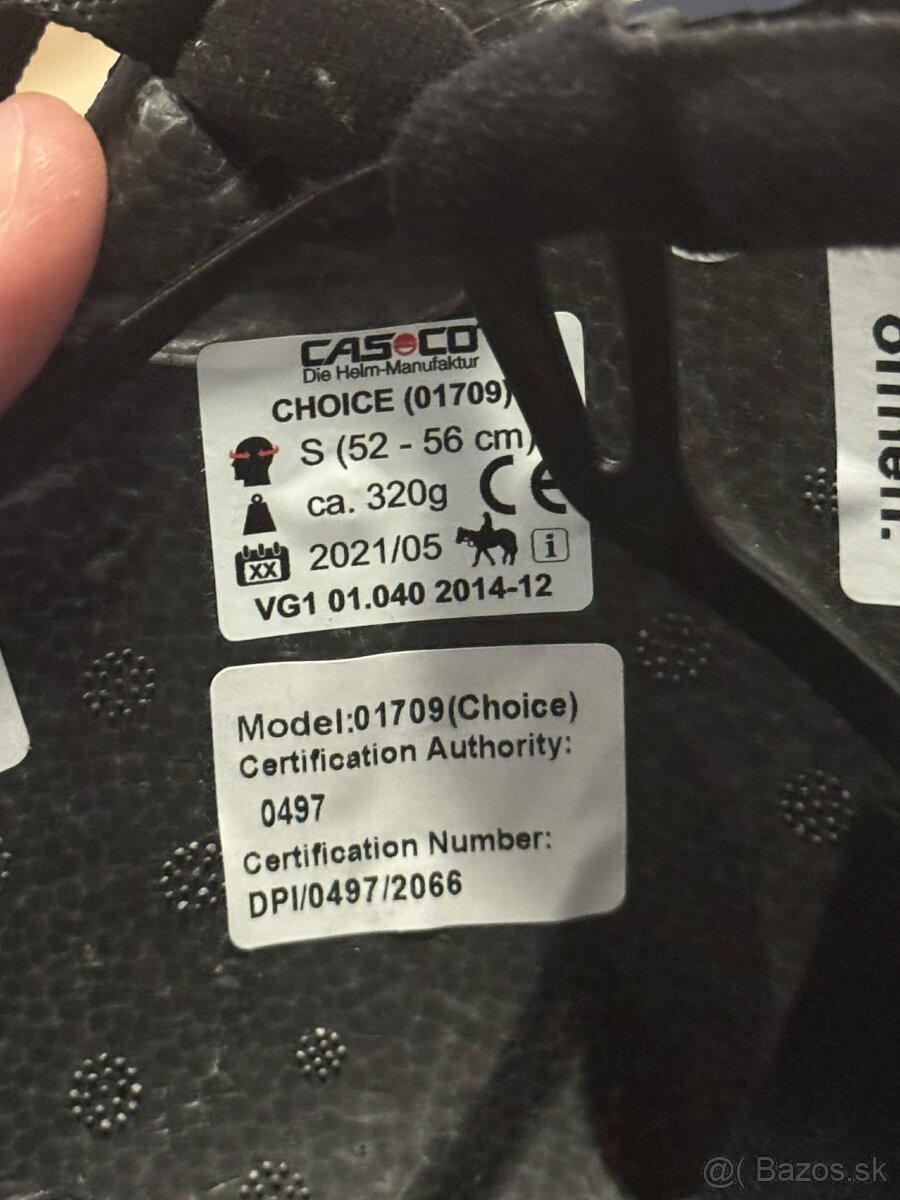 CASCO
Die Helm-Manufaktur
CHOICE (01709)
S (52 - 56 cm)
ca. 320g
CE
2021/05
i
XX
VG1 01.040 2014-12
Model:01709(Choice)
Certification Authority:
0497
Certification Number:
DPI/0497/2066
@( Bazos.sk